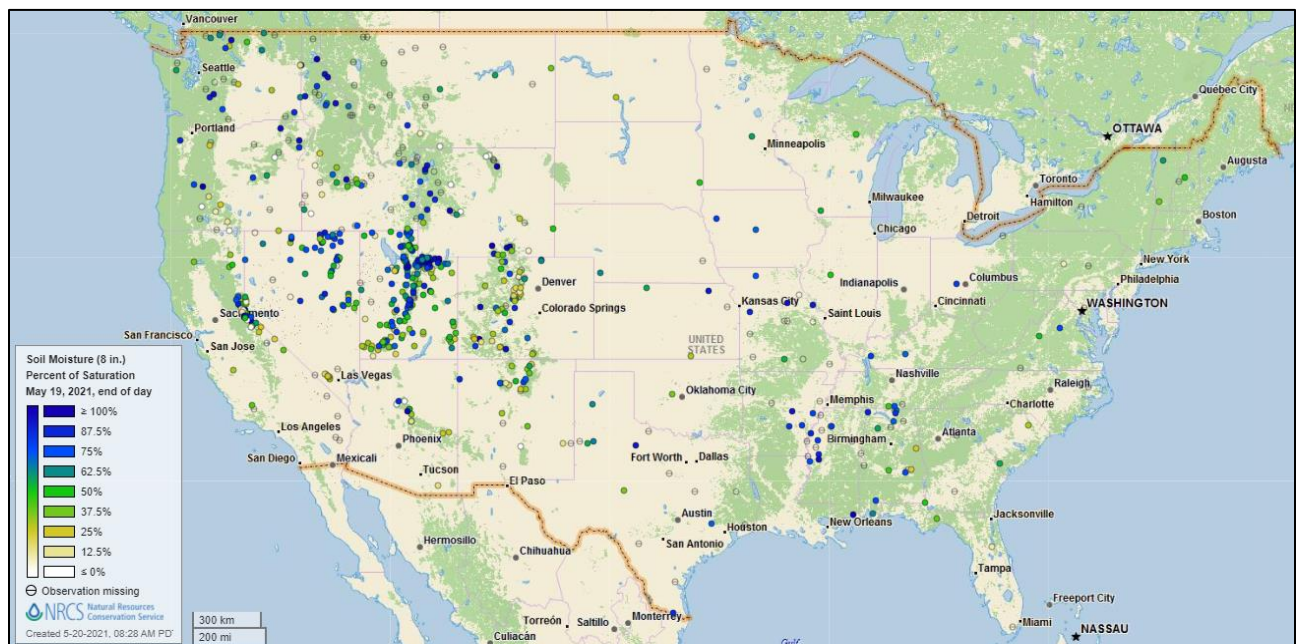 Vancouver
Seattle
Québec City
OTTAWA
Portland
Minneapolis
Augusta
Toronto
Hamilton
Milwaukee
Detroit
Boston
Chicago
New York
Philadelphia
Indianapolis
Columbus
Cincinnati
WASHINGTON
Denver
Colorado Springs
Kansas City
Saint Louis
Sacramento
San Francisco
San Jose
UNITED
STATES
Las Vegas
Nashville
Raleigh
Oklahoma City
Memphis
Charlotte
Los Angeles
Phoenix
Birmingham
Atlanta
San Diego
Mexicali
Tucson
Fort Worth
Dallas
El Paso
Austin
Jacksonville
Houston
New Orleans
San Antonio
Hermosillo
Chihuahua
Tampa
Freeport City
Monterrey
Miami
Torreón
Saltillo
NASSAU
Culiacán
Gulf
Soil Moisture (8 in.)
Percent of Saturation
May 19, 2021, end of day
≥ 100%
87.5%
75%
62.5%
50%
37.5%
25%
12.5%
≤ 0%
Observation missing
NRCS Natural Resources
Conservation Service
Created 5-20-2021, 08:28 AM PDT
300 km
200 mi